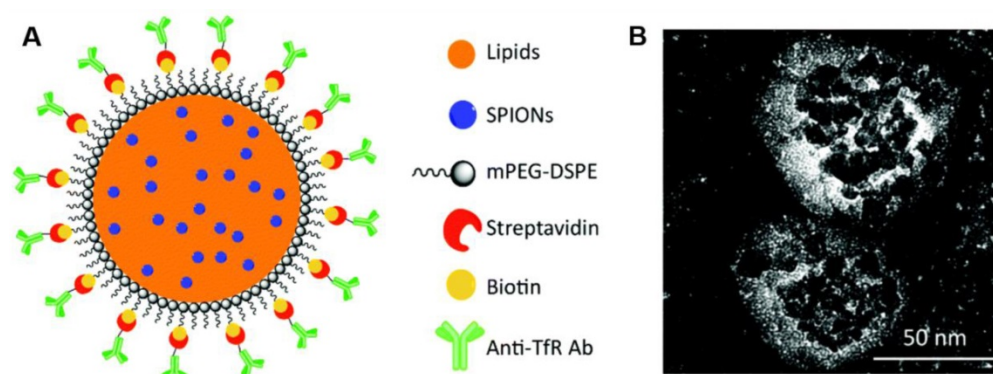 A
Lipids
SPIONs
mPEG-DSPE
Streptavidin
Biotin
Anti-TfR Ab
B
50 nm